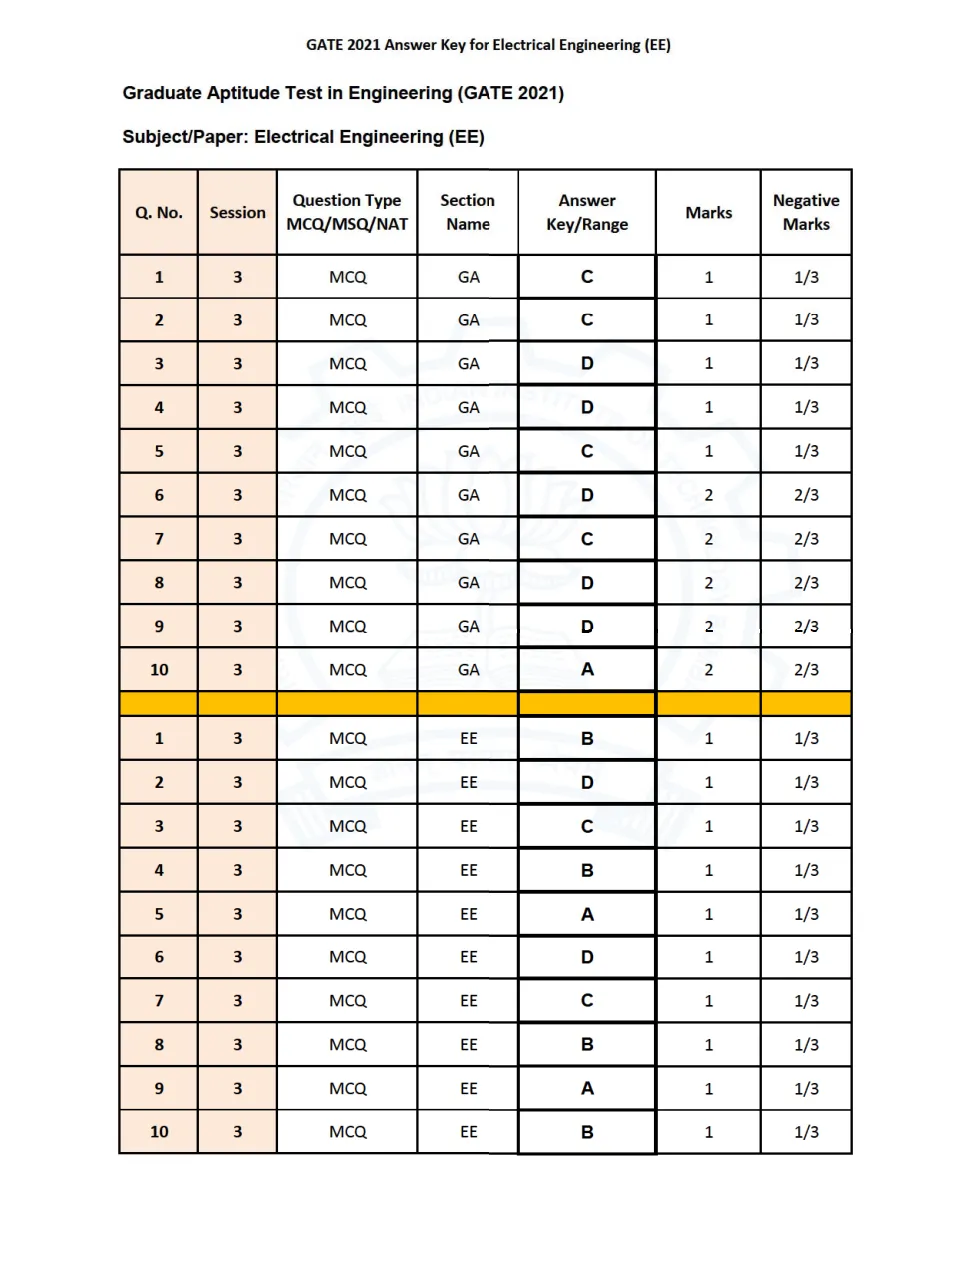 GATE 2021 Answer Key for Electrical Engineering (EE)
Graduate Aptitude Test in Engineering (GATE 2021)
Subject/Paper: Electrical Engineering (EE)
Q. No. Session Question Type MCQ/MSQ/NAT Section Name Answer Key/Range Marks Negative Marks
1 3 MCQ GA C 1 1/3
2 3 MCQ GA C 1 1/3
3 3 MCQ GA D 1 1/3
4 3 MCQ GA D 1 1/3
5 3 MCQ GA C 1 1/3
6 3 MCQ GA D 2 2/3
7 3 MCQ GA C 2 2/3
8 3 MCQ GA D 2 2/3
9 3 MCQ GA D 2 2/3
10 3 MCQ GA A 2 2/3
1 3 MCQ EE B 1 1/3
2 3 MCQ EE D 1 1/3
3 3 MCQ EE C 1 1/3
4 3 MCQ EE B 1 1/3
5 3 MCQ EE A 1 1/3
6 3 MCQ EE D 1 1/3
7 3 MCQ EE C 1 1/3
8 3 MCQ EE B 1 1/3
9 3 MCQ EE A 1 1/3
10 3 MCQ EE B 1 1/3